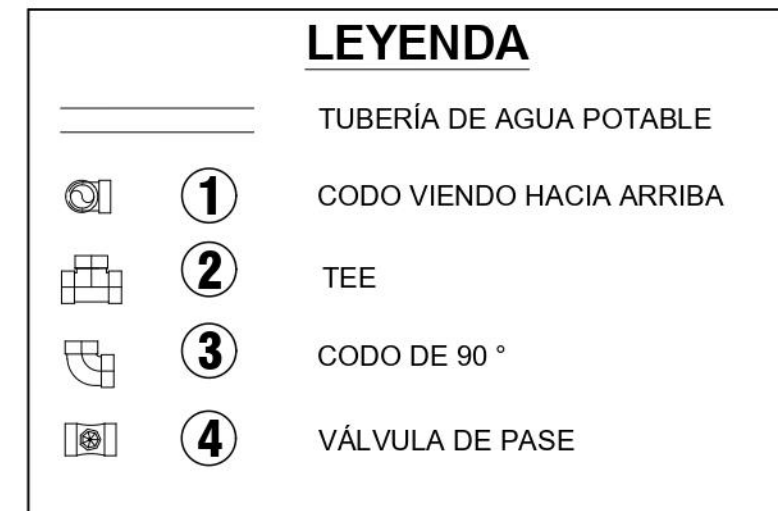 LEYENDA
TUBERÍA DE AGUA POTABLE
1 CODO VIENDO HACIA ARRIBA
2 TEE
3 CODO DE 90 °
4 VÁLVULA DE PASE